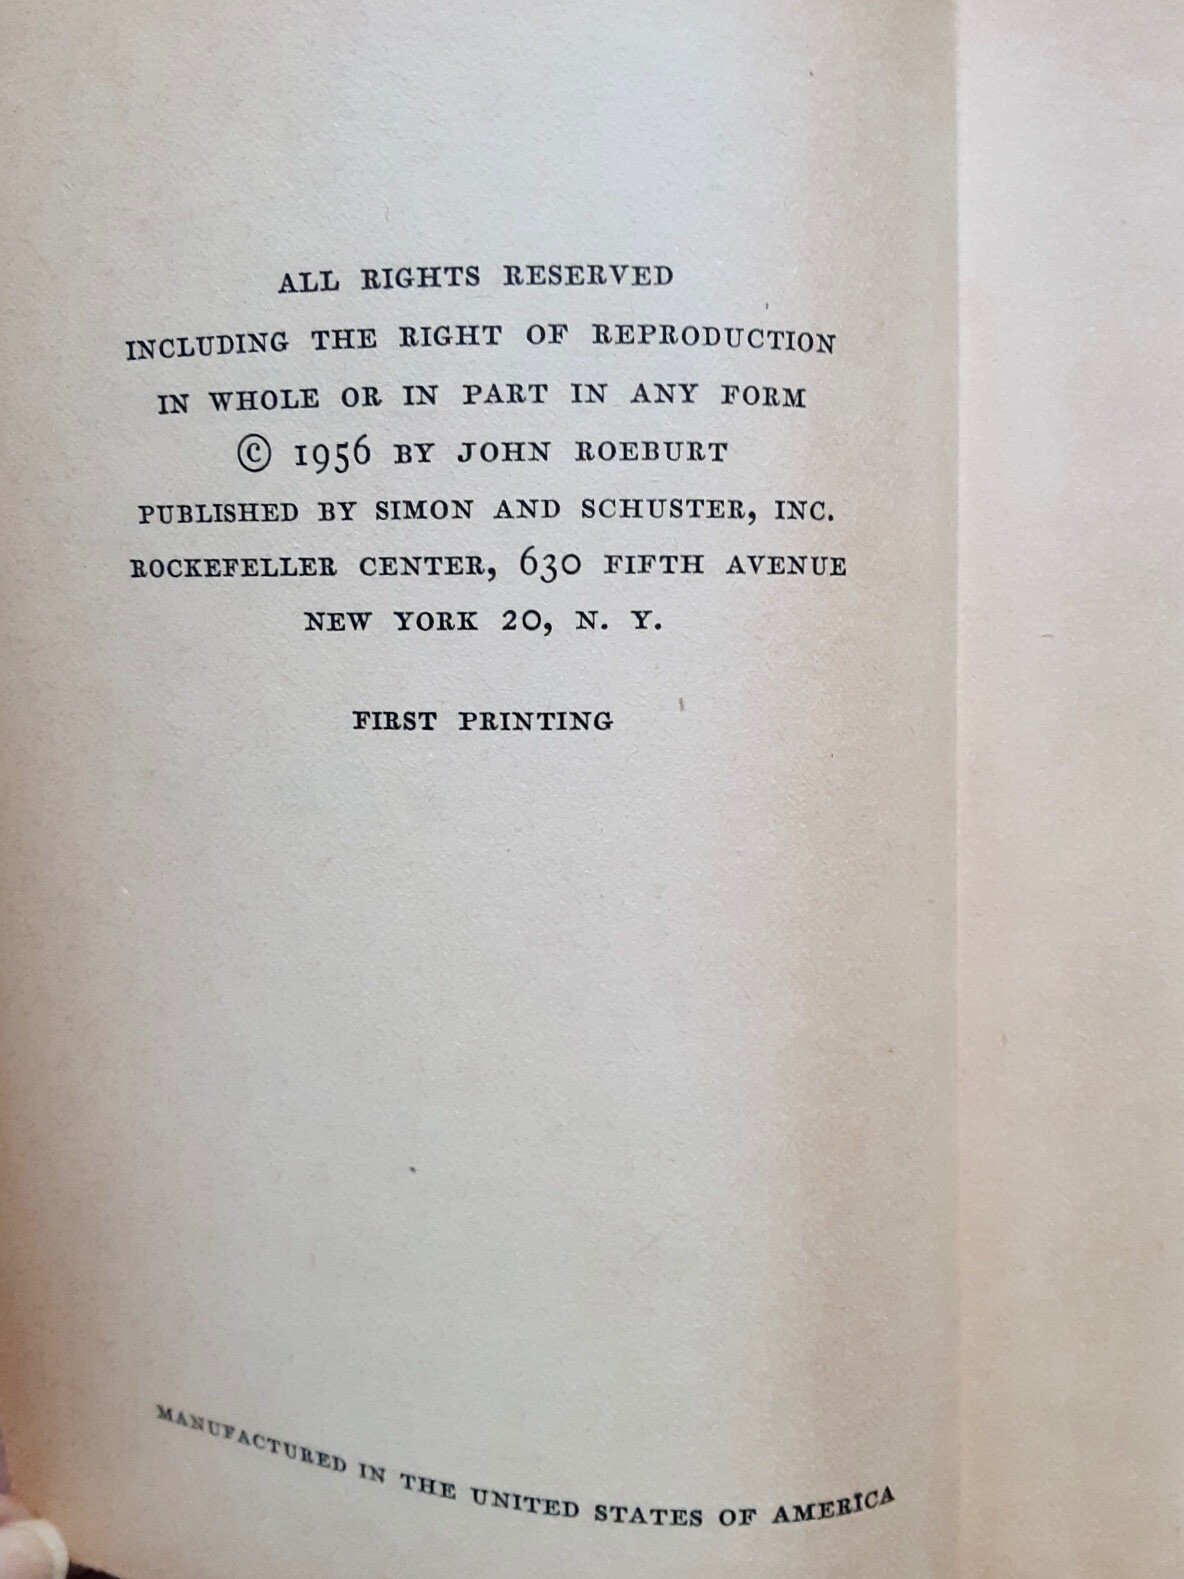 ALL RIGHTS RESERVED
INCLUDING THE RIGHT OF REPRODUCTION
IN WHOLE OR IN PART IN ANY FORM
© 1956 BY JOHN ROEBURT
PUBLISHED BY SIMON AND SCHUSTER, INC.
ROCKEFELLER CENTER, 630 FIFTH AVENUE
NEW YORK 20, N. Y.
FIRST PRINTING
MANUFACTURED IN THE UNITED STATES OF AMERICA